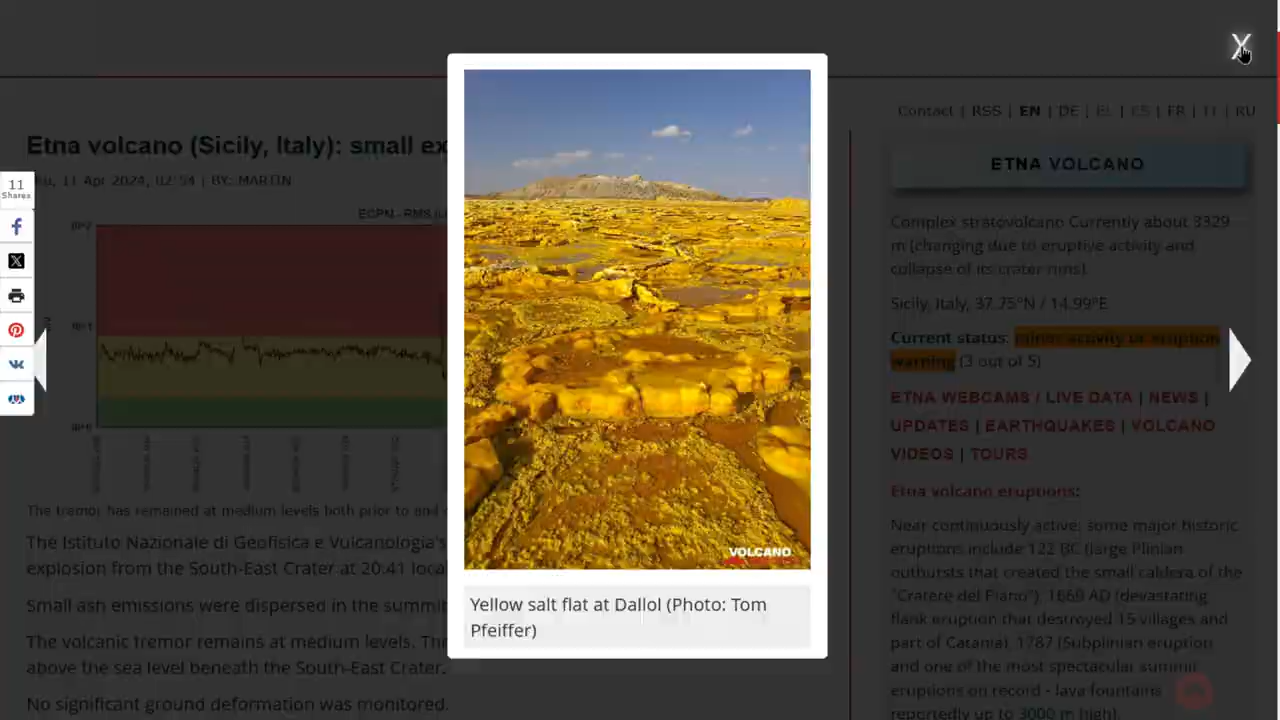 X
Contact | RSS | EN | DE | EL | ES | FR | IT | RU
Etna volcano (Sicily, Italy): small
11 Apr 2024, 02:54 | BY: MARTIN
11
Shares
ECPN - RMS
The tremor has remained at medium levels both prior to and
The Istituto Nazionale di Geofisica e Vulcanologia's
explosion from the South-East Crater at 20:41
Small ash emissions were dispersed in the
The volcanic tremor remains at medium levels.
above the sea level beneath the South-East Crater.
No significant ground deformation was monitored.
VOLCANO
Yellow salt flat at Dallol (Photo: Tom
Pfeiffer)
ETNA VOLCANO
Complex stratovolcano Currently about 3329
m (changing due to eruptive activity and
collapse of its crater rims)
Sicily, Italy, 37.75°N / 14.99°E
Current status: minor activity or eruption
warning (3 out of 5)
ETNA WEBCAMS / LIVE DATA | NEWS |
UPDATES | EARTHQUAKES | VOLCANO
VIDEOS | TOURS
Etna volcano eruptions:
Near continuously active; some major historic
eruptions include 122 BC (large Plinian
outbursts that created the small caldera of the
"Cratere del Piano"), 1669 AD (devastating
flank eruption that destroyed 15 villages and
part of Catania), 1787 (Subplinian eruption
and one of the most spectacular summit
eruptions on record - lava fountains
reportedly up to 3000 m high).